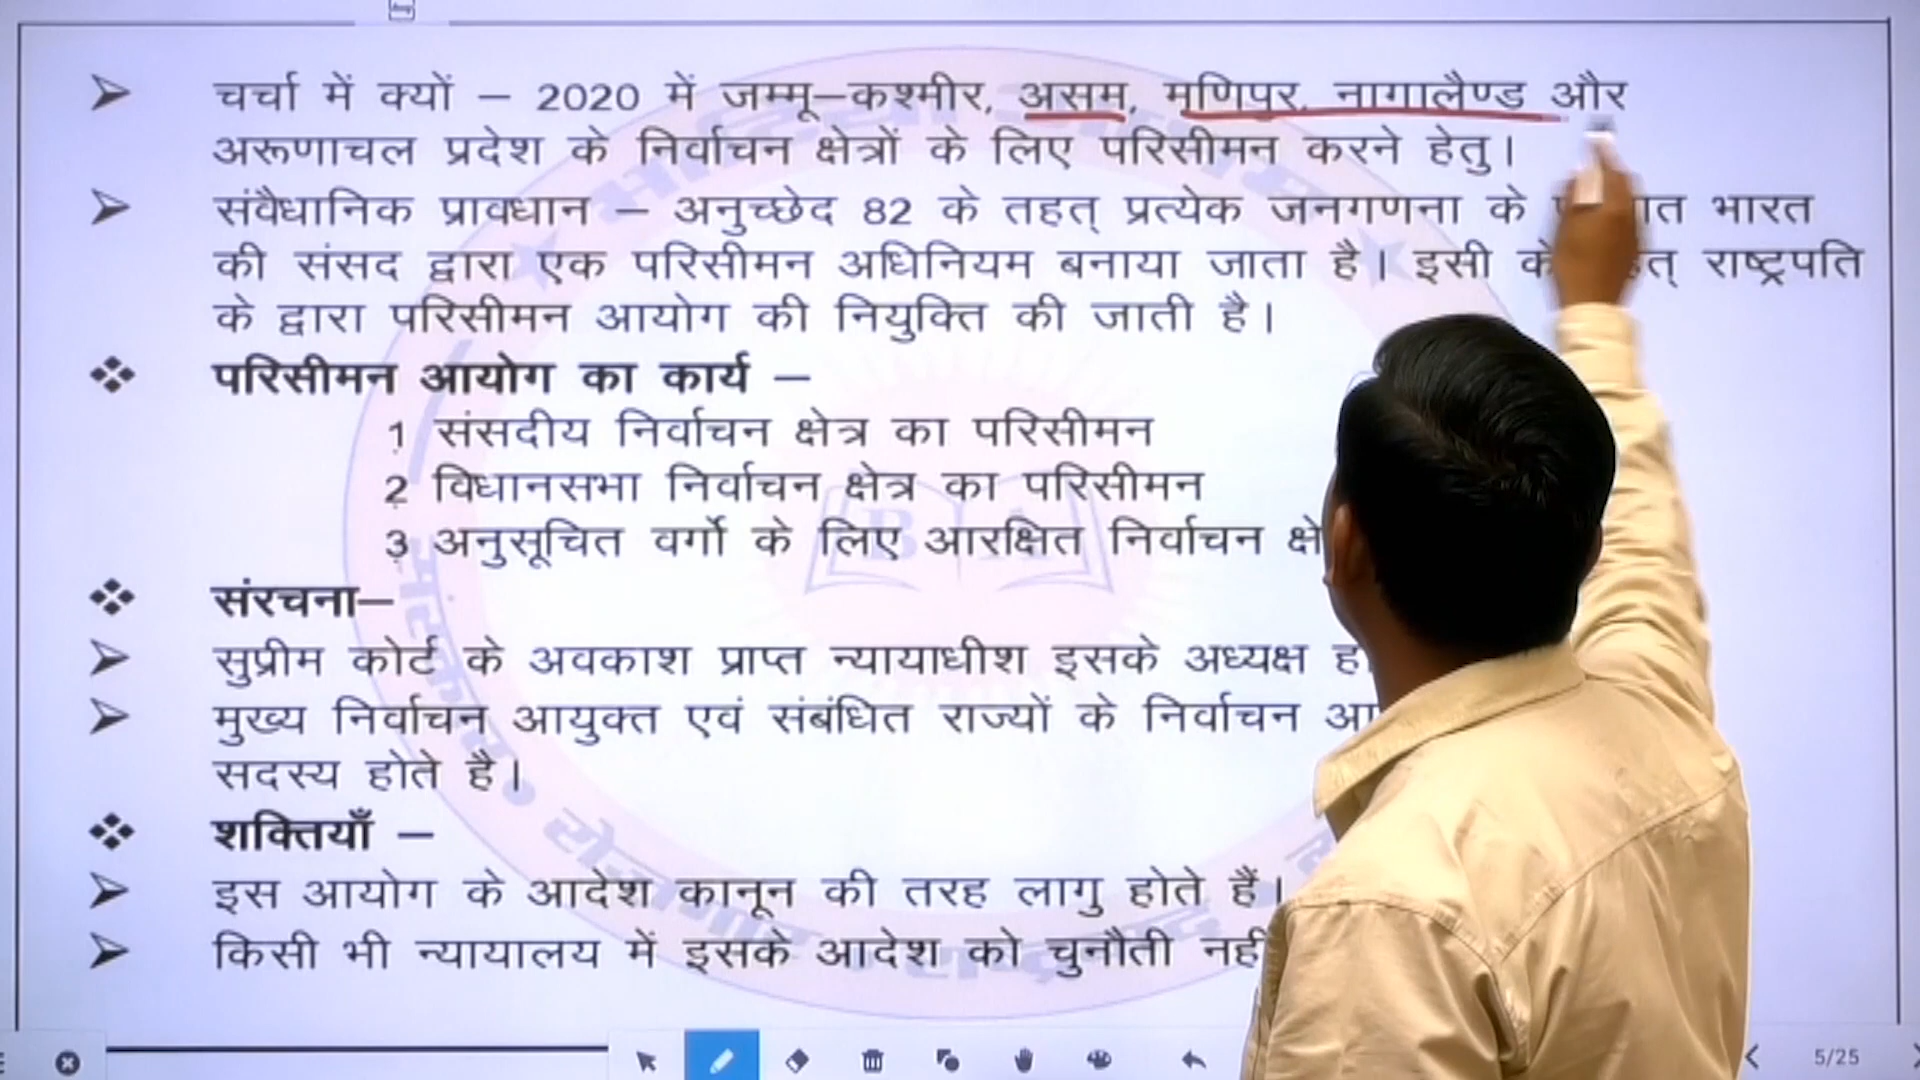 चर्चा में क्यों – 2020 में जम्मू–कश्मीर, असम, मणिपुर, नागालैण्ड और
अरूणाचल प्रदेश के निर्वाचन क्षेत्रों के लिए परिसीमन करने हेतु।
संवैधानिक प्रावधान – अनुच्छेद 82 के तहत् प्रत्येक जनगणना के भारत
की संसद द्वारा एक परिसीमन अधिनियम बनाया जाता है। इसी राष्ट्रपति
के द्वारा परिसीमन आयोग की नियुक्ति की जाती है।
परिसीमन आयोग का कार्य –
1 संसदीय निर्वाचन क्षेत्र का परिसीमन
2 विधानसभा निर्वाचन क्षेत्र का परिसीमन
3 अनुसूचित वर्गो के लिए आरक्षित निर्वाचन
संरचना–
सुप्रीम कोर्ट के अवकाश प्राप्त न्यायाधीश इसके अध्यक्ष
मुख्य निर्वाचन आयुक्त एवं संबंधित राज्यों के निर्वाचन
सदस्य होते है।
शक्तियाँ –
इस आयोग के आदेश कानून की तरह लागु होते हैं।
किसी भी न्यायालय में इसके आदेश को चुनौती
5/25